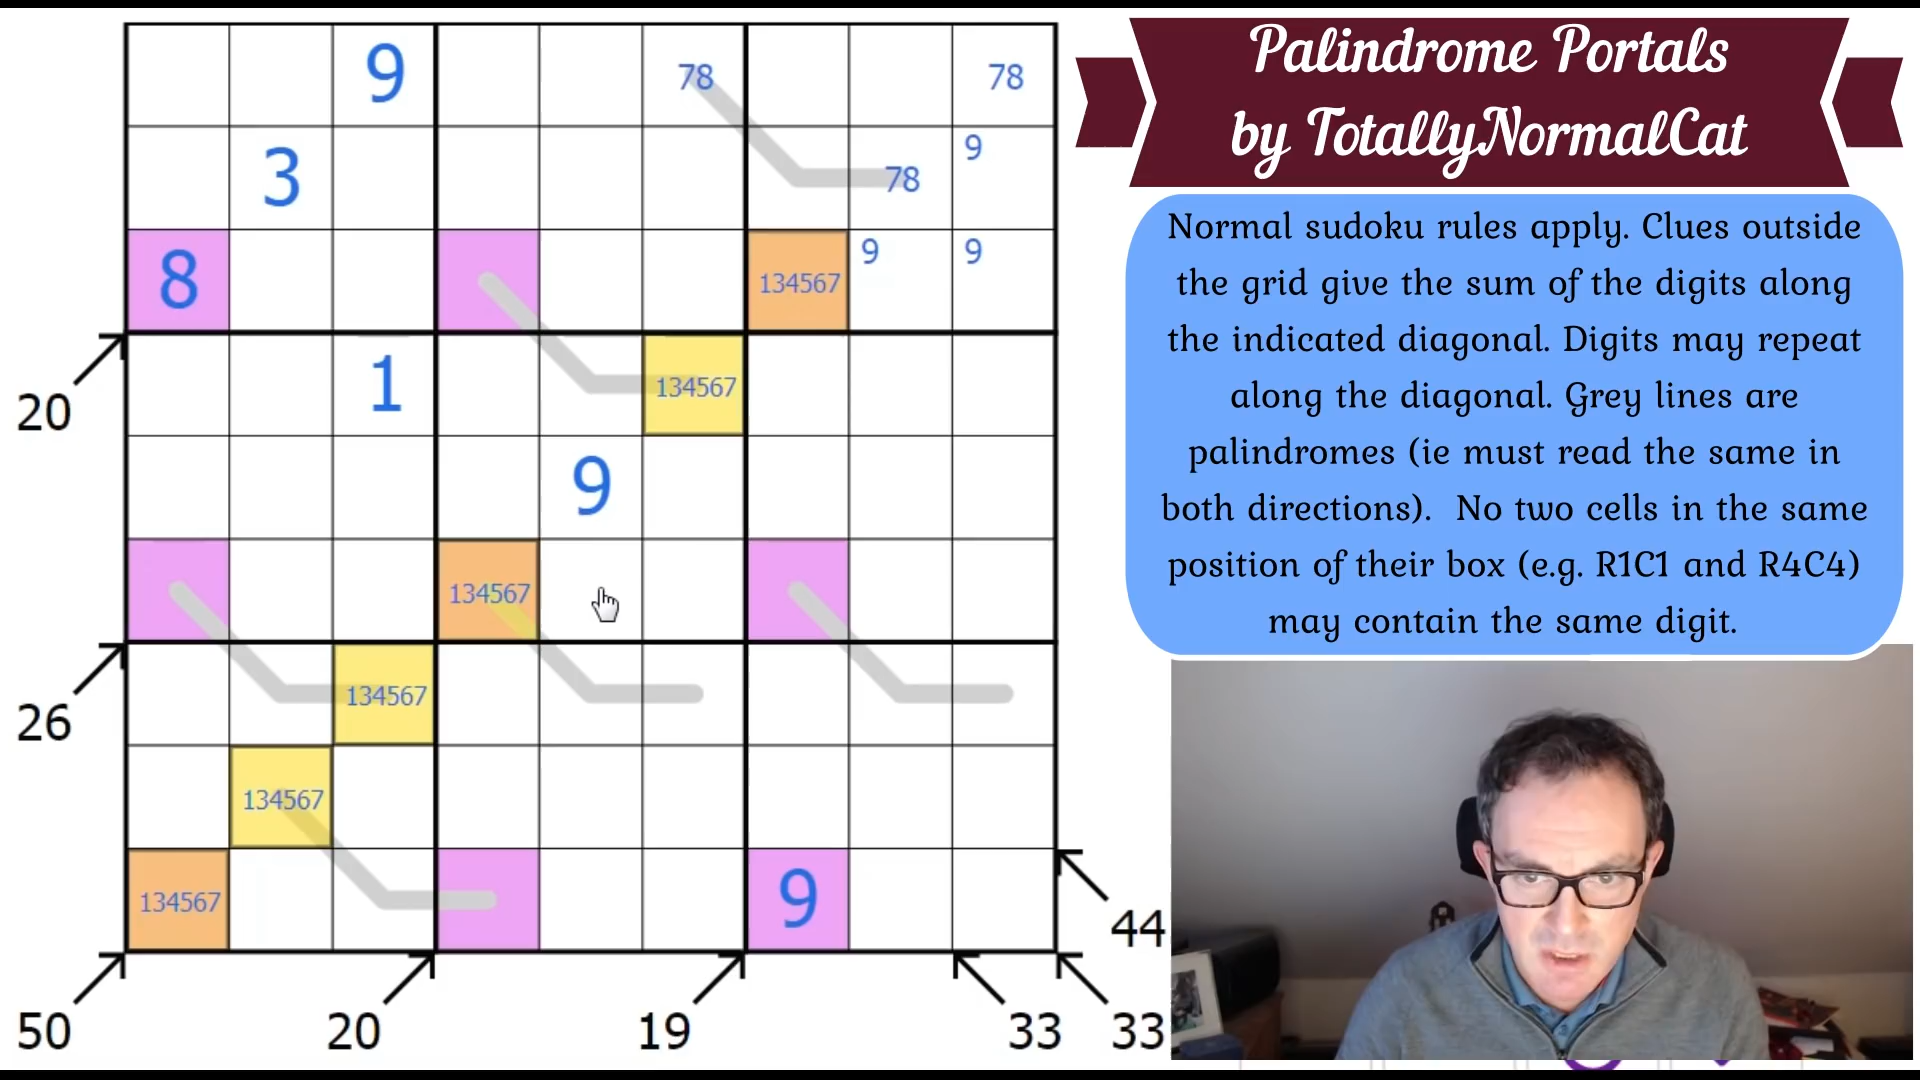 Palindrome Portals
by TotallyNormalCat
Normal sudoku rules apply. Clues outside
the grid give the sum of the digits along
the indicated diagonal. Digits may repeat
along the diagonal. Grey lines are
palindromes (ie must read the same in
both directions). No two cells in the same
position of their box (e.g. R1C1 and R4C4)
may contain the same digit.
9 78 78
3 78 9
8 134567 9 9
1 134567
20
9
134567
134567
26
134567
134567 9
44
50 20 19 33 33